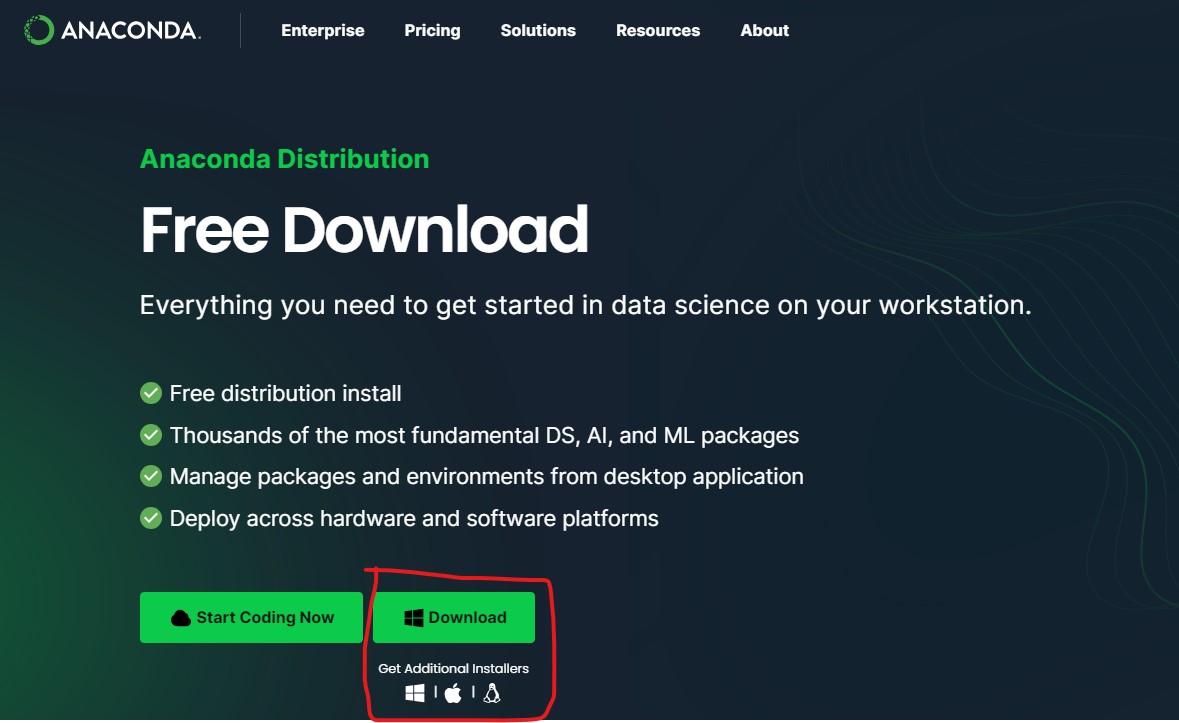 ANACONDA.
Enterprise Pricing Solutions Resources About
Anaconda Distribution
Free Download
Everything you need to get started in data science on your workstation.
Free distribution install
Thousands of the most fundamental DS, AI, and ML packages
Manage packages and environments from desktop application
Deploy across hardware and software platforms
Start Coding Now Download
Get Additional Installers